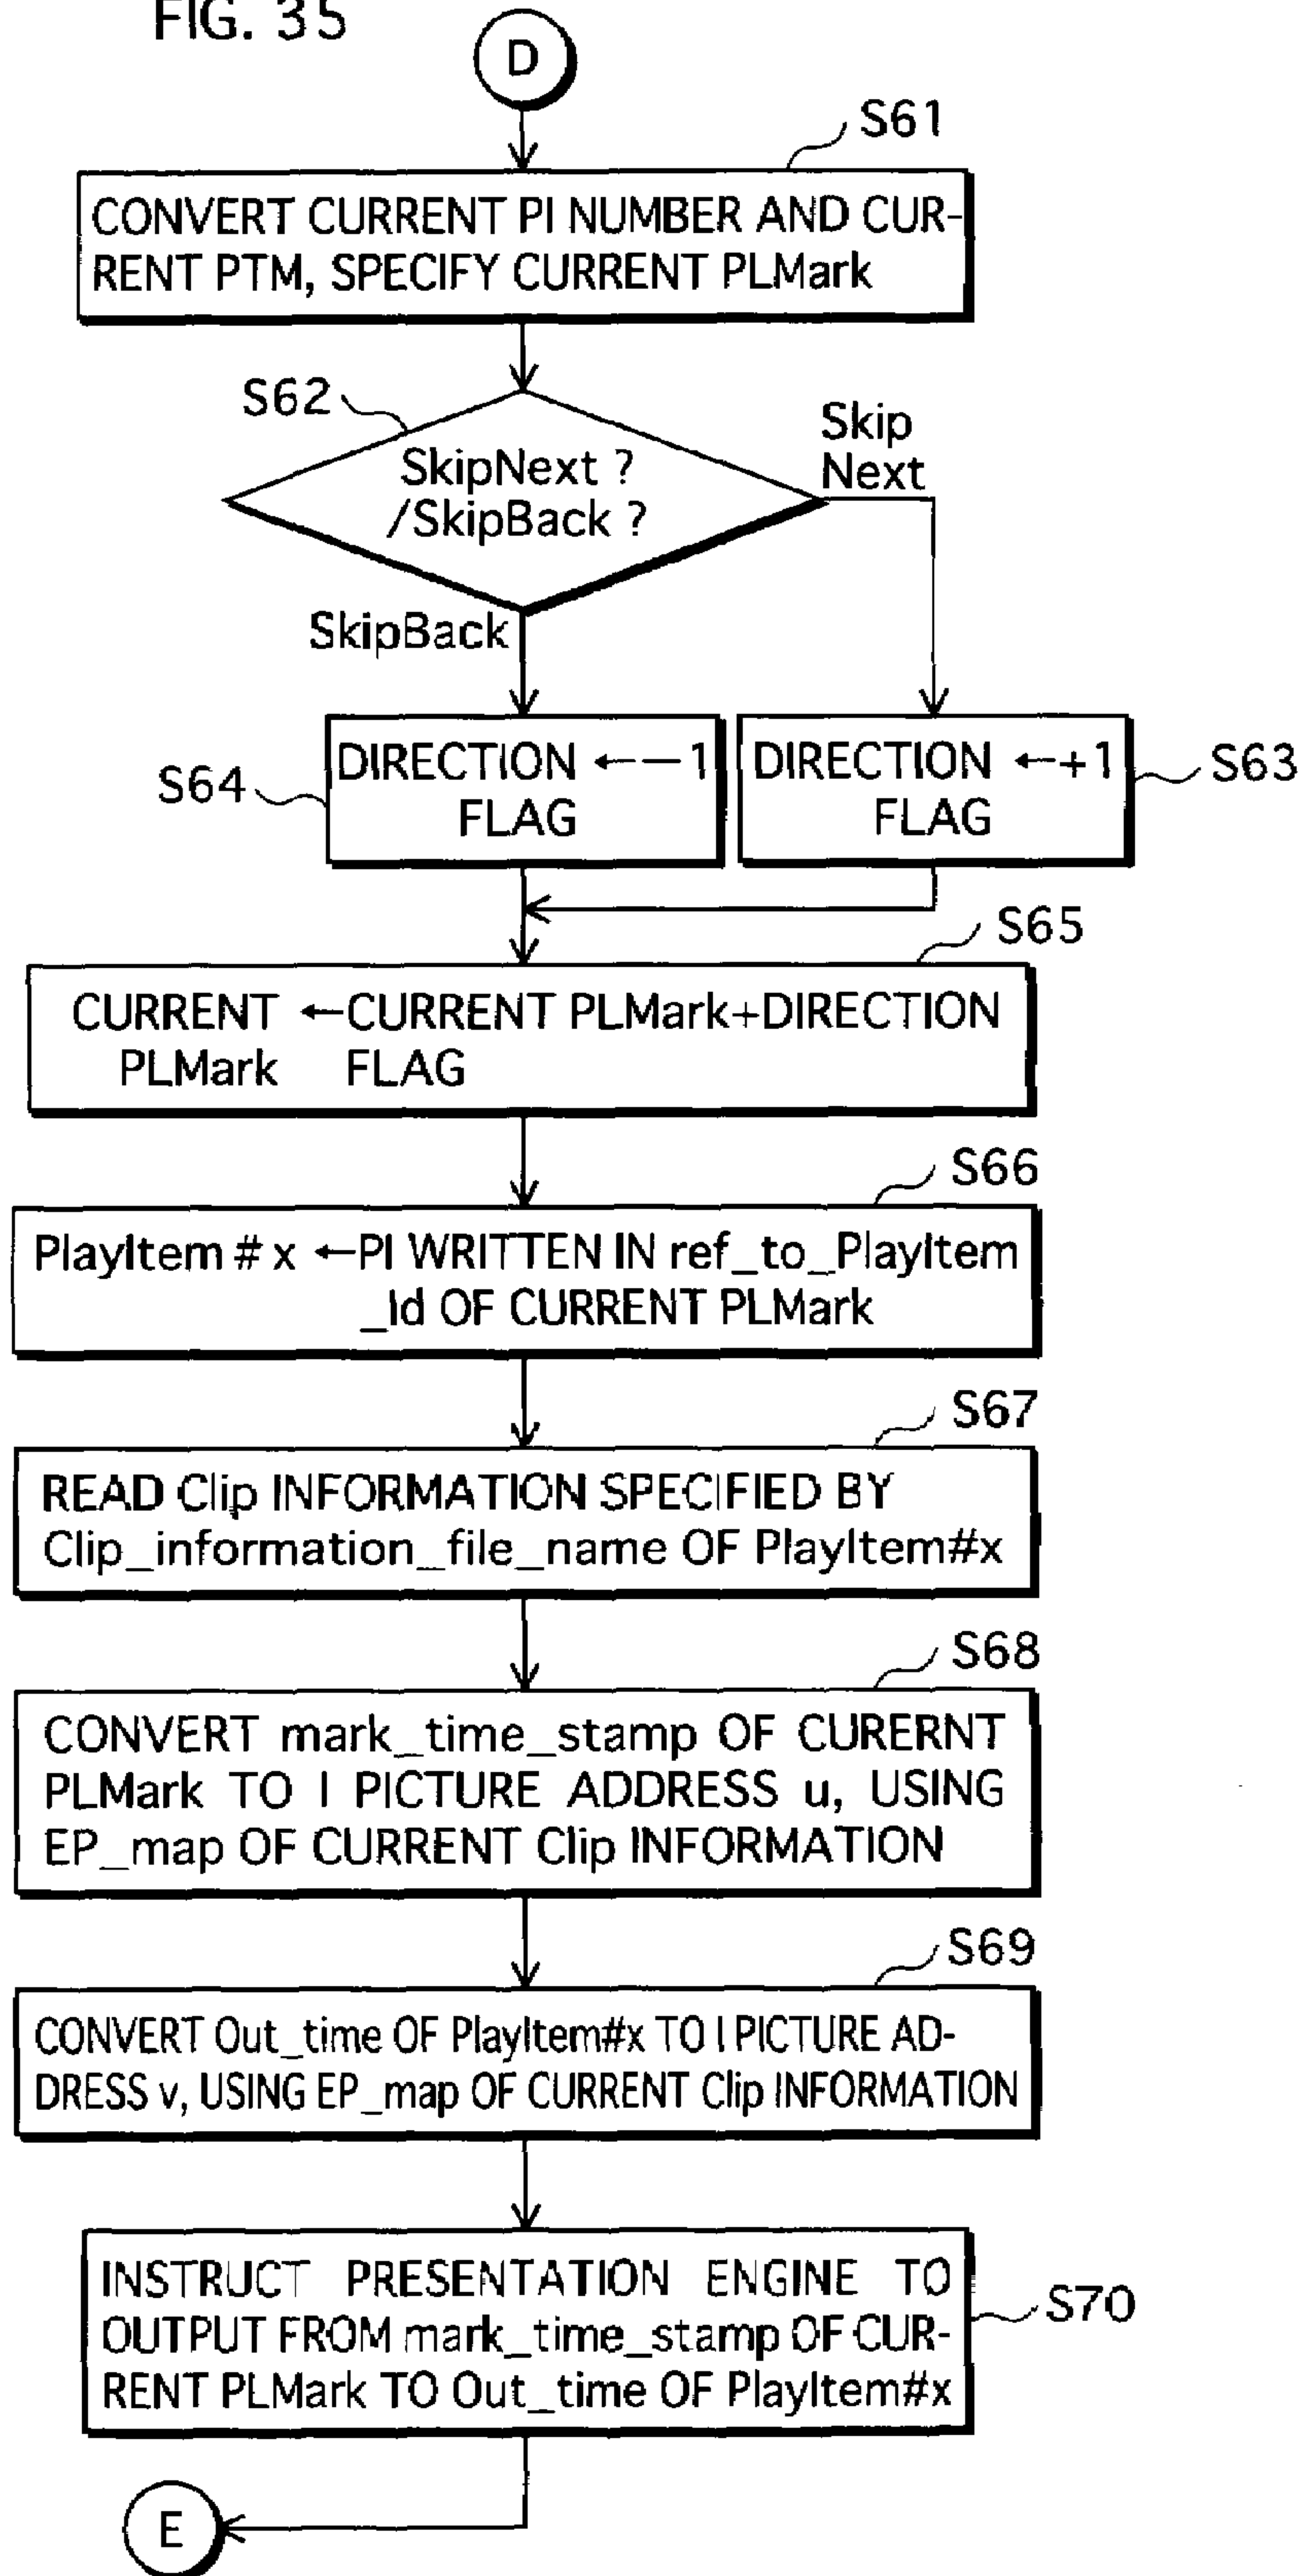 FIG. 35
D
S61
CONVERT CURRENT PI NUMBER AND CUR-
RENT PTM, SPECIFY CURRENT PLMark
S62
SkipNext ?
/SkipBack ?
Skip
Next
SkipBack
S64
DIRECTION ←−1
FLAG
DIRECTION ←+1
FLAG
S63
S65
CURRENT ←CURRENT PLMark+DIRECTION
PLMark FLAG
S66
PlayItem # x ←PI WRITTEN IN ref_to_PlayItem
_Id OF CURRENT PLMark
S67
READ Clip INFORMATION SPECIFIED BY
Clip_information_file_name OF PlayItem#x
S68
CONVERT mark_time_stamp OF CURERNT
PLMark TO I PICTURE ADDRESS u, USING
EP_map OF CURRENT Clip INFORMATION
S69
CONVERT Out_time OF PlayItem#x TO I PICTURE AD-
DRESS v, USING EP_map OF CURRENT Clip INFORMATION
INSTRUCT PRESENTATION ENGINE TO
OUTPUT FROM mark_time_stamp OF CUR-
RENT PLMark TO Out_time OF PlayItem#x
S70
E